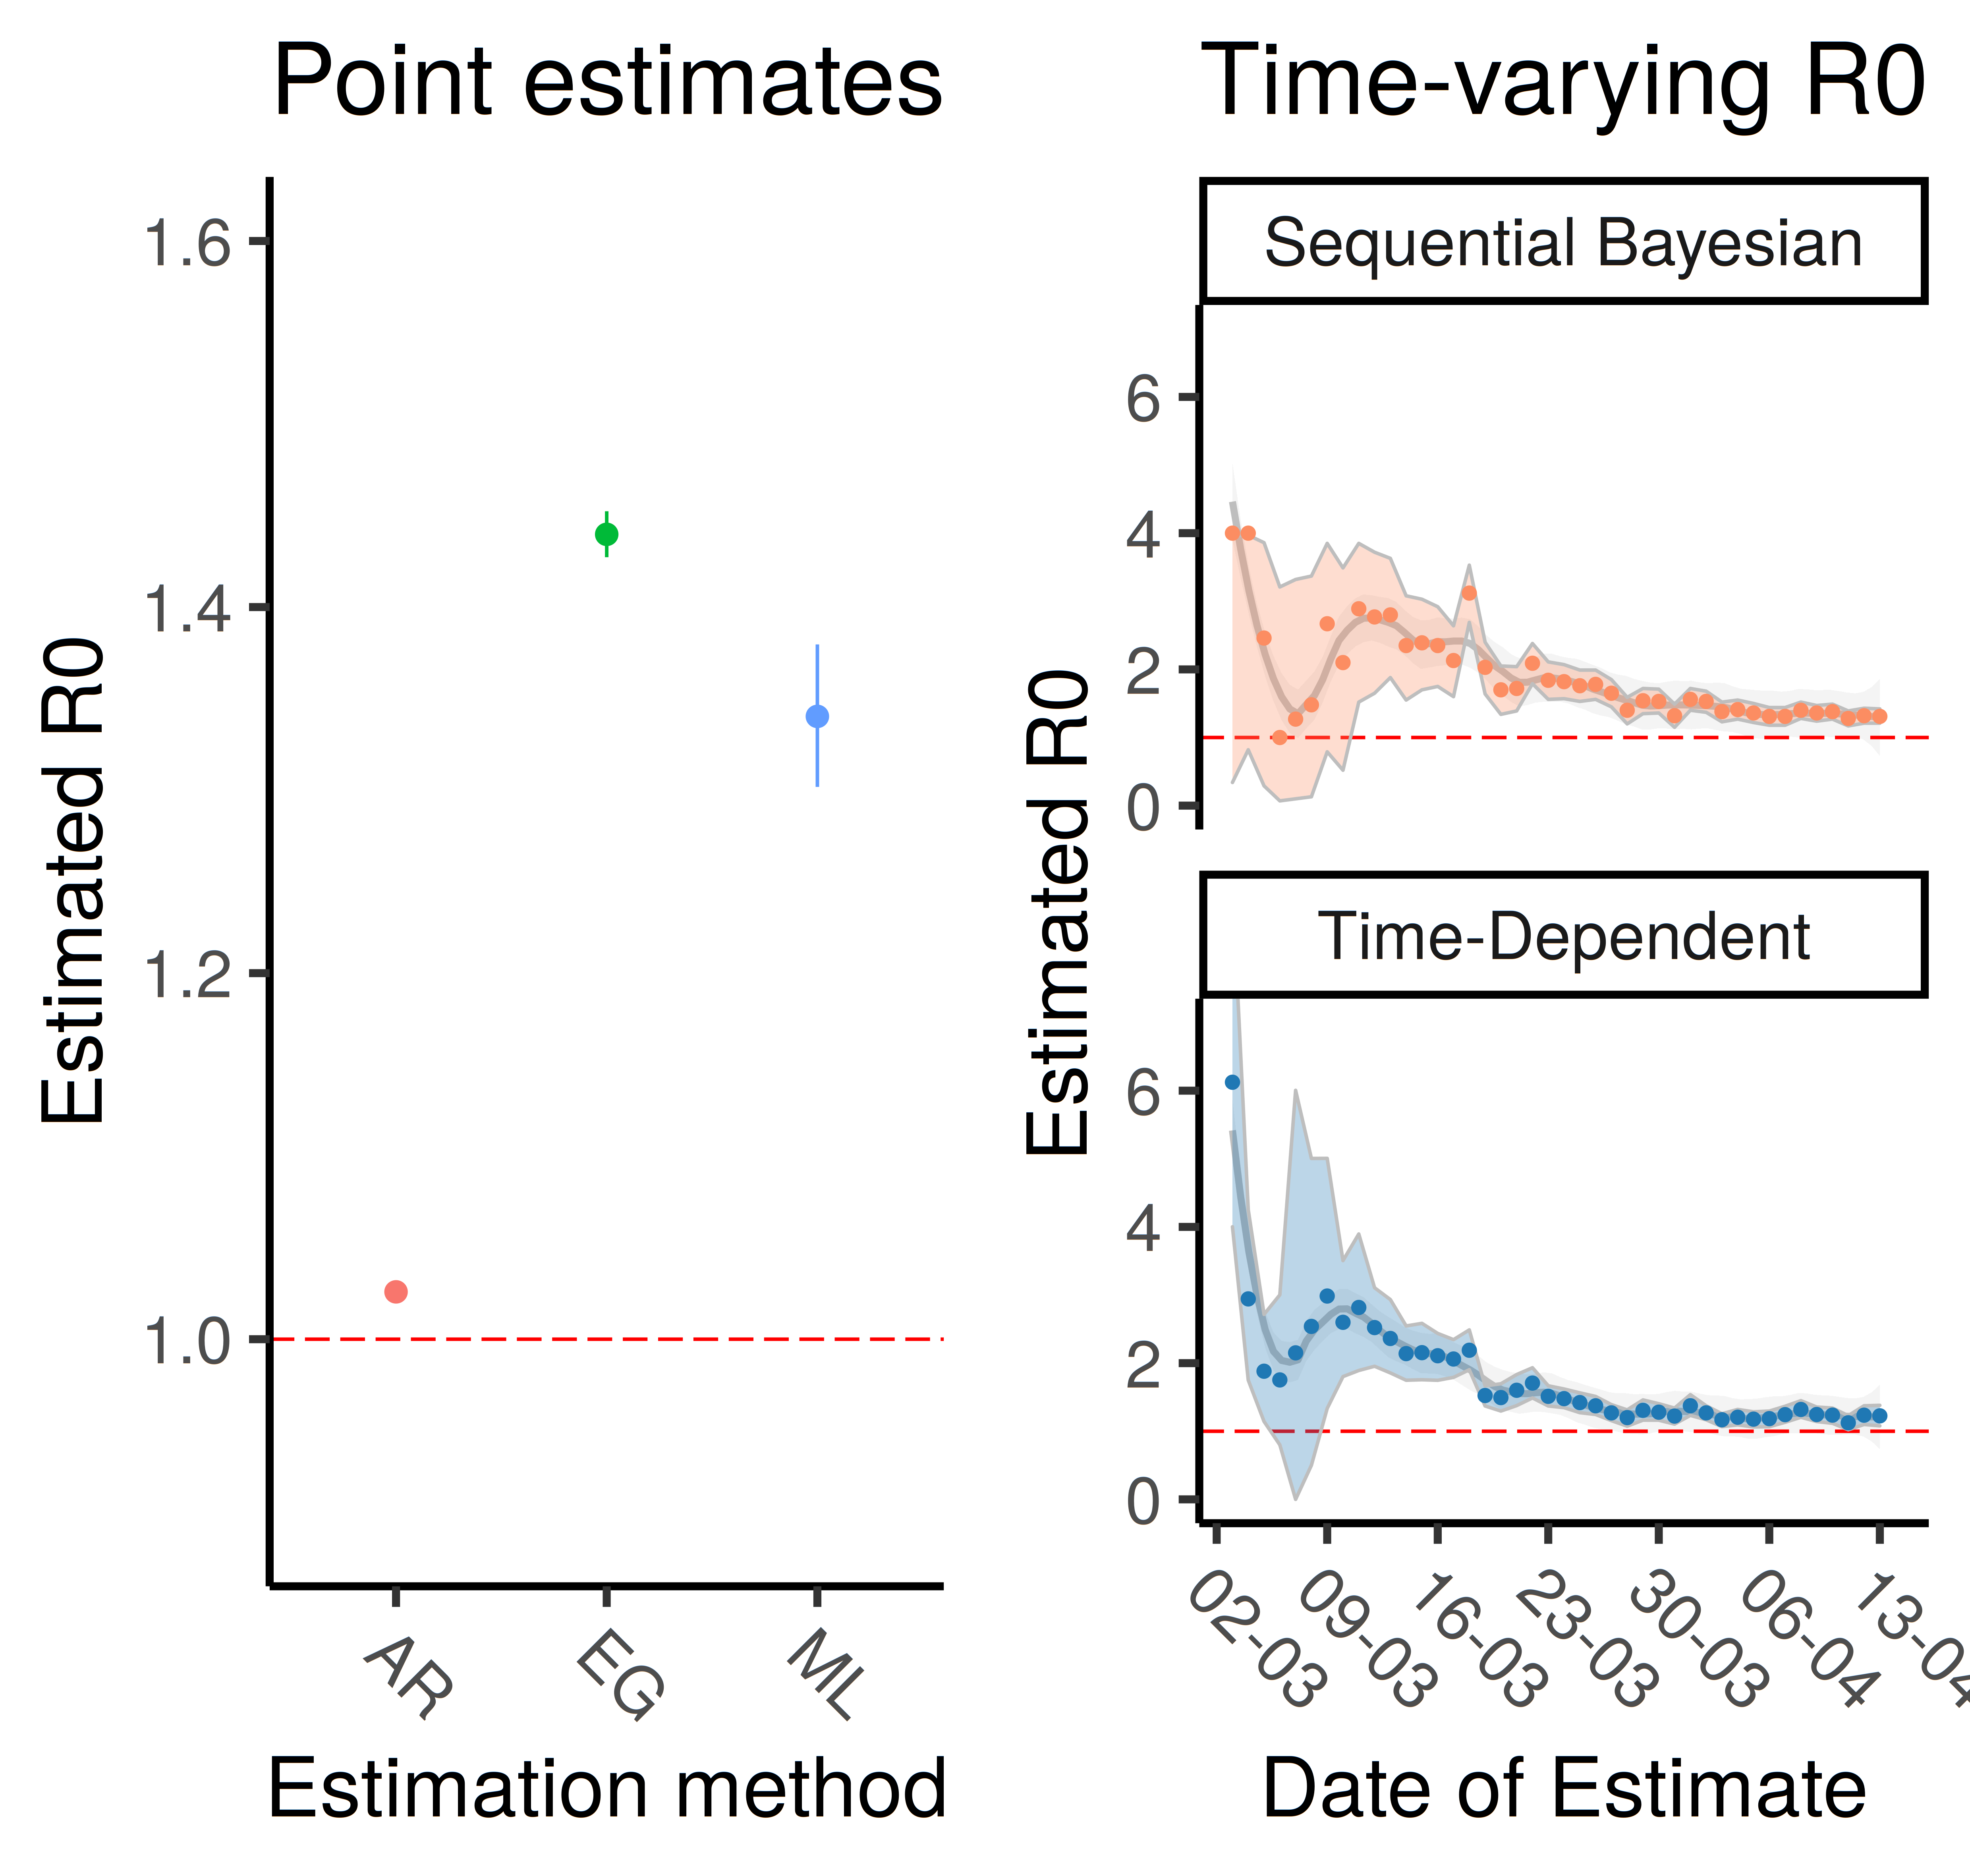 Point estimates
Estimated R0
1.6
1.4
1.2
1.0
AR
EG
ML
Estimation method
Time-varying R0
Estimated R0
Sequential Bayesian
6
4
2
0
Time-Dependent
6
4
2
0
02-03
09-03
16-03
23-03
30-03
06-04
13-04
Date of Estimate